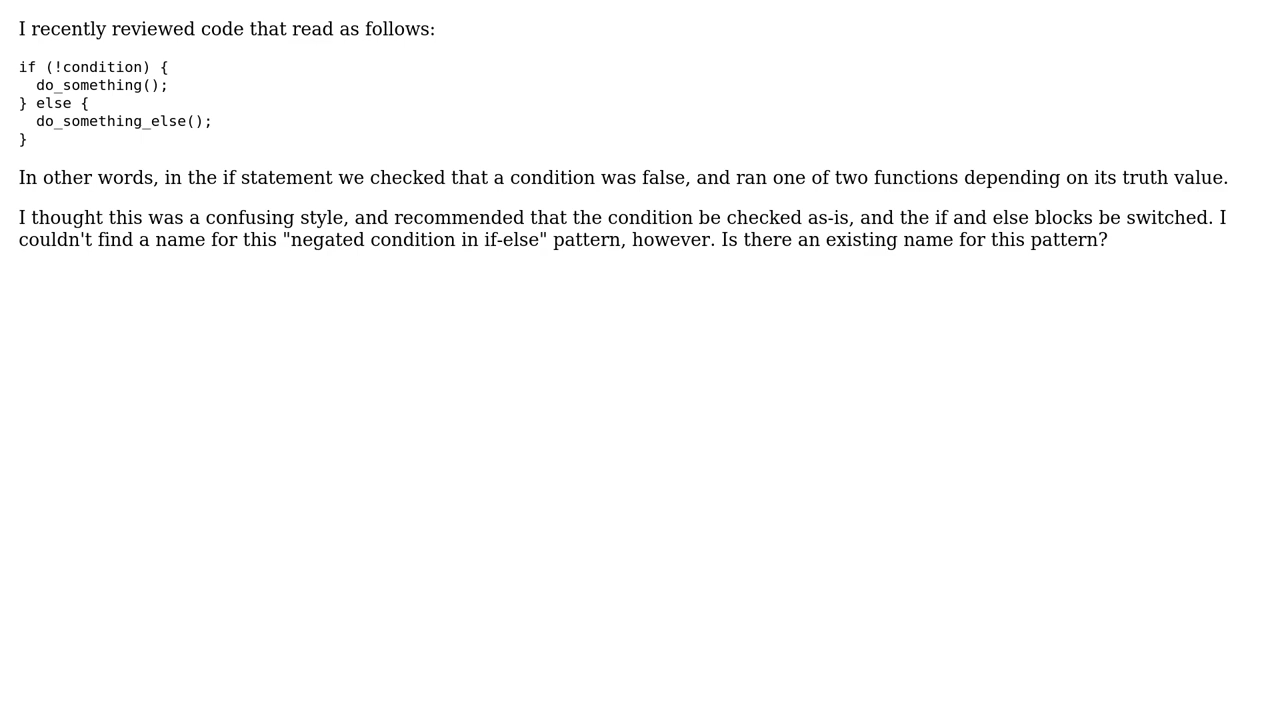 I recently reviewed code that read as follows:
if (!condition) {
  do_something();
} else {
  do_something_else();
}
In other words, in the if statement we checked that a condition was false, and ran one of two functions depending on its truth value.
I thought this was a confusing style, and recommended that the condition be checked as-is, and the if and else blocks be switched. I
couldn't find a name for this "negated condition in if-else" pattern, however. Is there an existing name for this pattern?